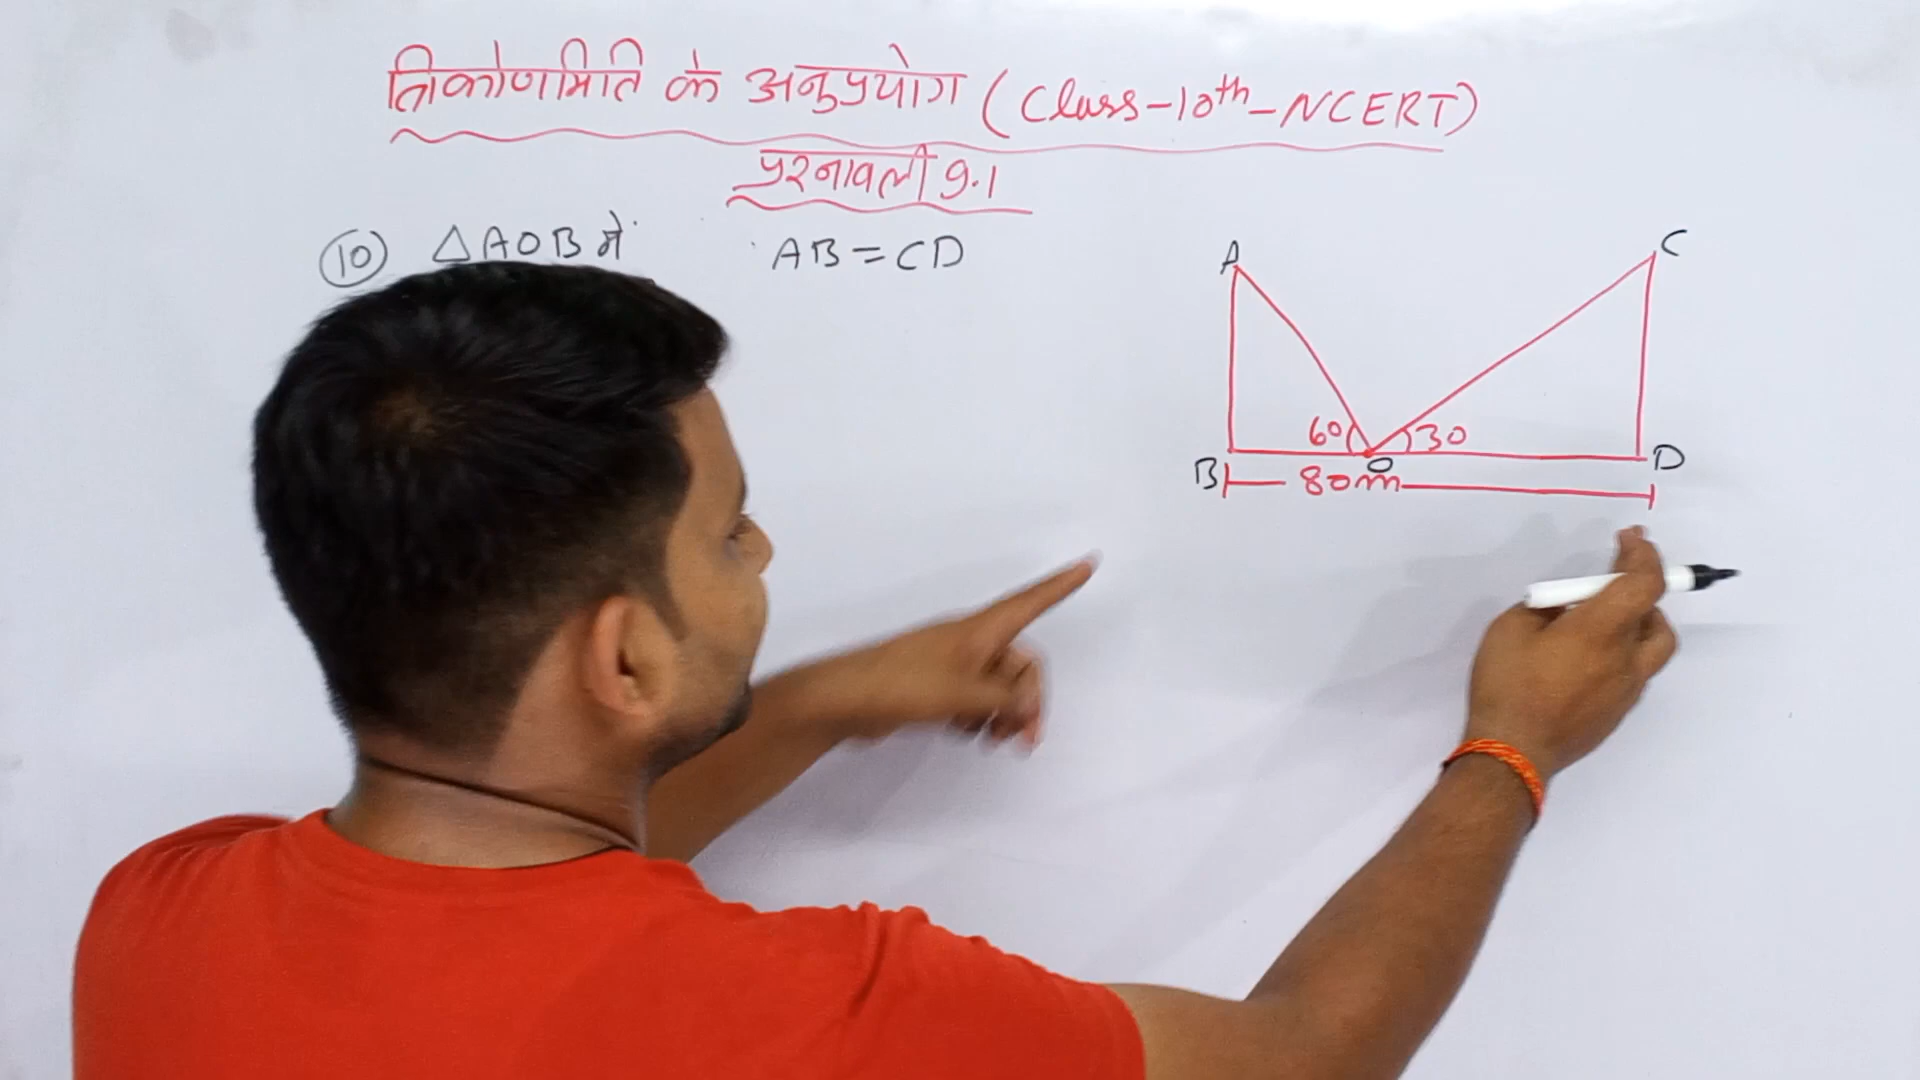 त्रिकोणमिति के अनुप्रयोग (Class-10th-NCERT)
प्रश्नावली 9.1
10 △AOB में AB=CD
A C
60 30
B O D
80m